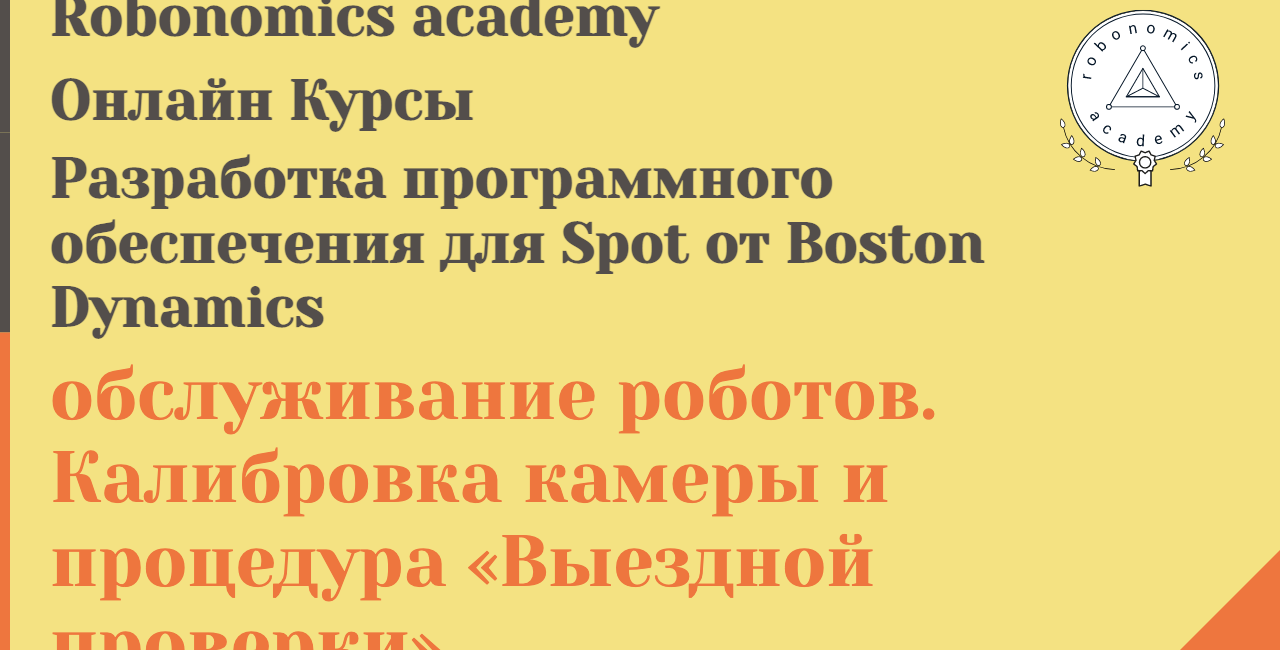 Robonomics academy
Онлайн Курсы
Разработка программного
обеспечения для Spot от Boston
Dynamics
обслуживание роботов.
Калибровка камеры и
процедура «Выездной
проверки»
robonomics
academy